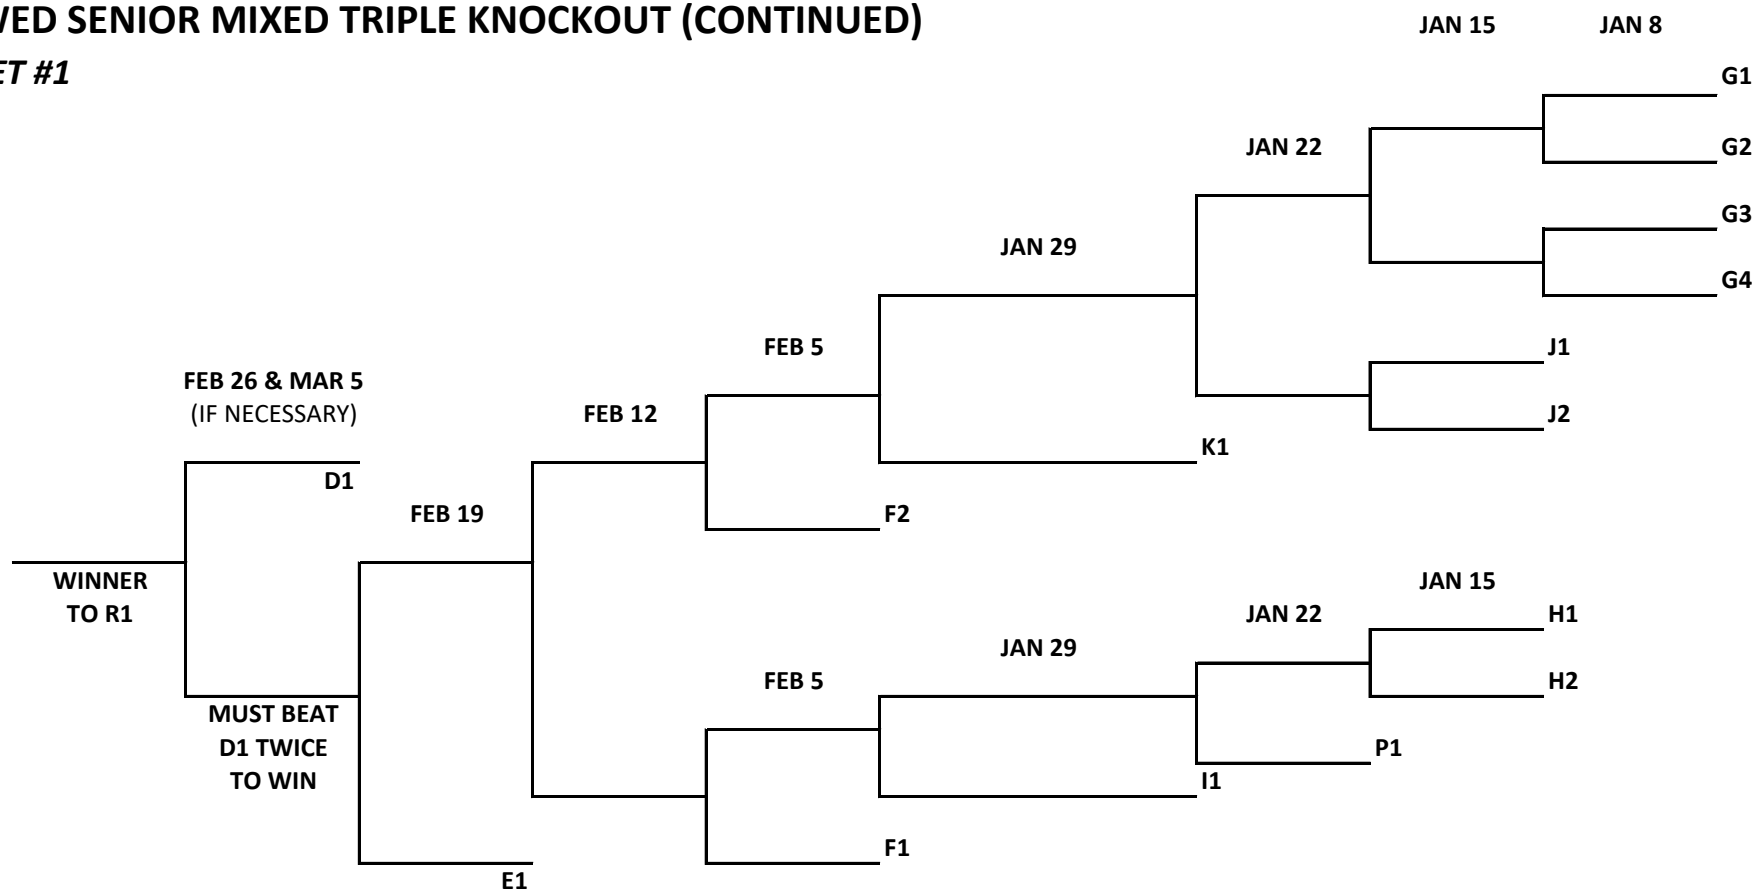 VED SENIOR MIXED TRIPLE KNOCKOUT (CONTINUED)
ET #1
JAN 15
JAN 8
G1
G2
JAN 22
G3
JAN 29
G4
FEB 5
J1
FEB 26 & MAR 5
(IF NECESSARY)
FEB 12
J2
K1
D1
FEB 19
F2
WINNER
TO R1
JAN 15
JAN 22
H1
JAN 29
FEB 5
H2
MUST BEAT
D1 TWICE
TO WIN
P1
I1
F1
E1